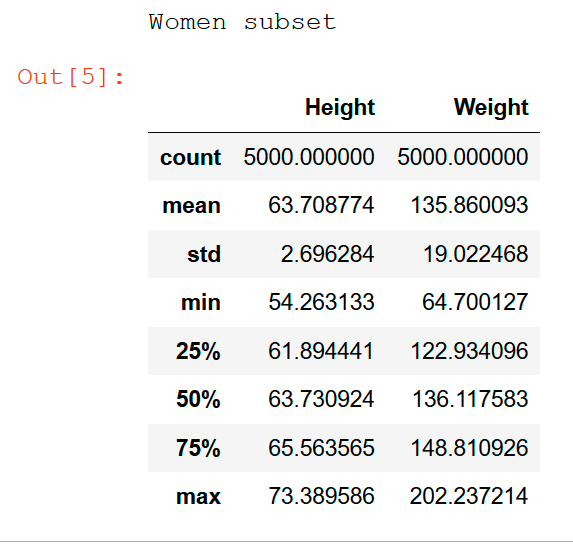 Women subset
Out[5]:
Height Weight
count 5000.000000 5000.000000
mean 63.708774 135.860093
std 2.696284 19.022468
min 54.263133 64.700127
25% 61.894441 122.934096
50% 63.730924 136.117583
75% 65.563565 148.810926
max 73.389586 202.237214